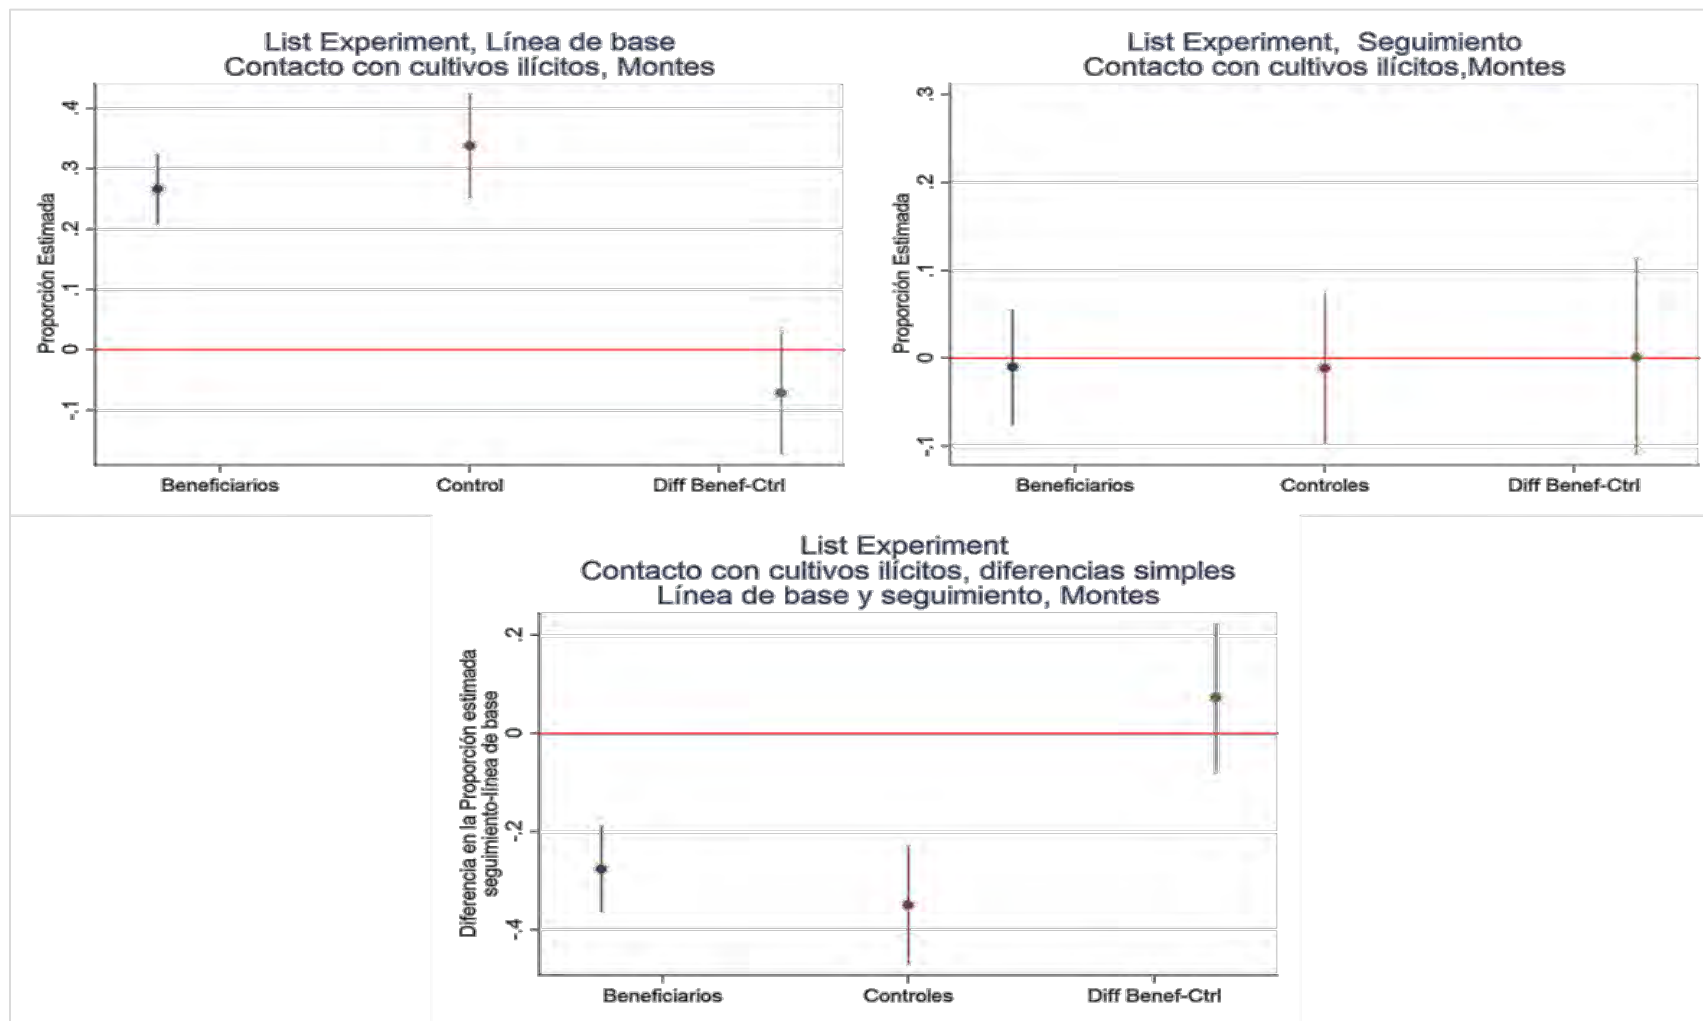 List Experiment, Línea de base
Contacto con cultivos ilícitos, Montes
Proporción Estimada
.4
.3
.2
.1
0
-.1
Beneficiarios
Control
Diff Benef-Ctrl
List Experiment, Seguimiento
Contacto con cultivos ilícitos,Montes
Proporción Estimada
.3
.2
.1
0
-.1
Beneficiarios
Controles
Diff Benef-Ctrl
List Experiment
Contacto con cultivos ilícitos, diferencias simples
Línea de base y seguimiento, Montes
Diferencia en la Proporción estimada
seguimiento-línea de base
.2
0
-.2
-.4
Beneficiarios
Controles
Diff Benef-Ctrl